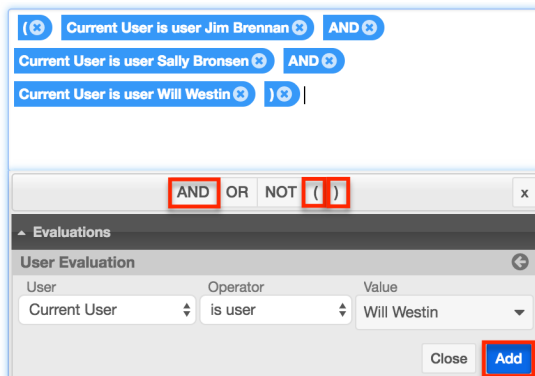 ( Current User is user Jim Brennan AND
Current User is user Sally Bronsen AND
Current User is user Will Westin )
AND OR NOT ( ) x
Evaluations
User Evaluation
User Operator Value
Current User is user Will Westin
Close Add